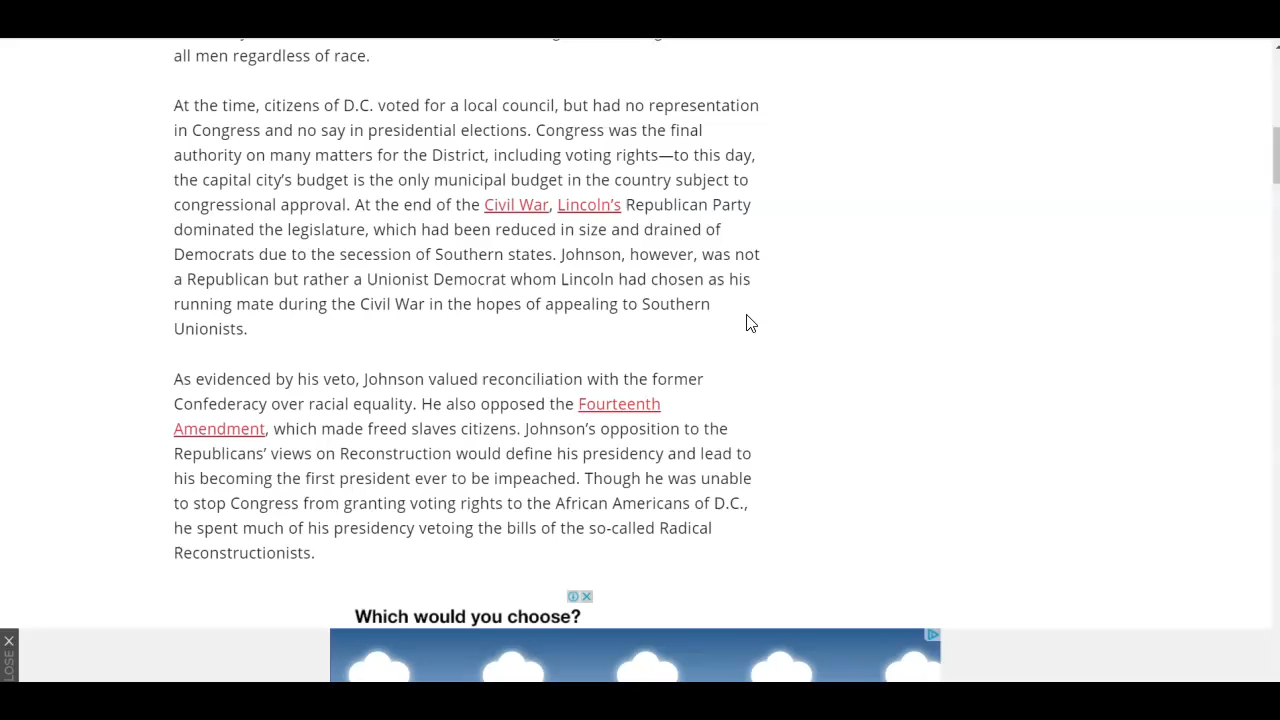 all men regardless of race.
At the time, citizens of D.C. voted for a local council, but had no representation
in Congress and no say in presidential elections. Congress was the final
authority on many matters for the District, including voting rights—to this day,
the capital city’s budget is the only municipal budget in the country subject to
congressional approval. At the end of the Civil War, Lincoln’s Republican Party
dominated the legislature, which had been reduced in size and drained of
Democrats due to the secession of Southern states. Johnson, however, was not
a Republican but rather a Unionist Democrat whom Lincoln had chosen as his
running mate during the Civil War in the hopes of appealing to Southern
Unionists.
As evidenced by his veto, Johnson valued reconciliation with the former
Confederacy over racial equality. He also opposed the Fourteenth
Amendment, which made freed slaves citizens. Johnson’s opposition to the
Republicans’ views on Reconstruction would define his presidency and lead to
his becoming the first president ever to be impeached. Though he was unable
to stop Congress from granting voting rights to the African Americans of D.C.,
he spent much of his presidency vetoing the bills of the so-called Radical
Reconstructionists.
Which would you choose?
LOSE